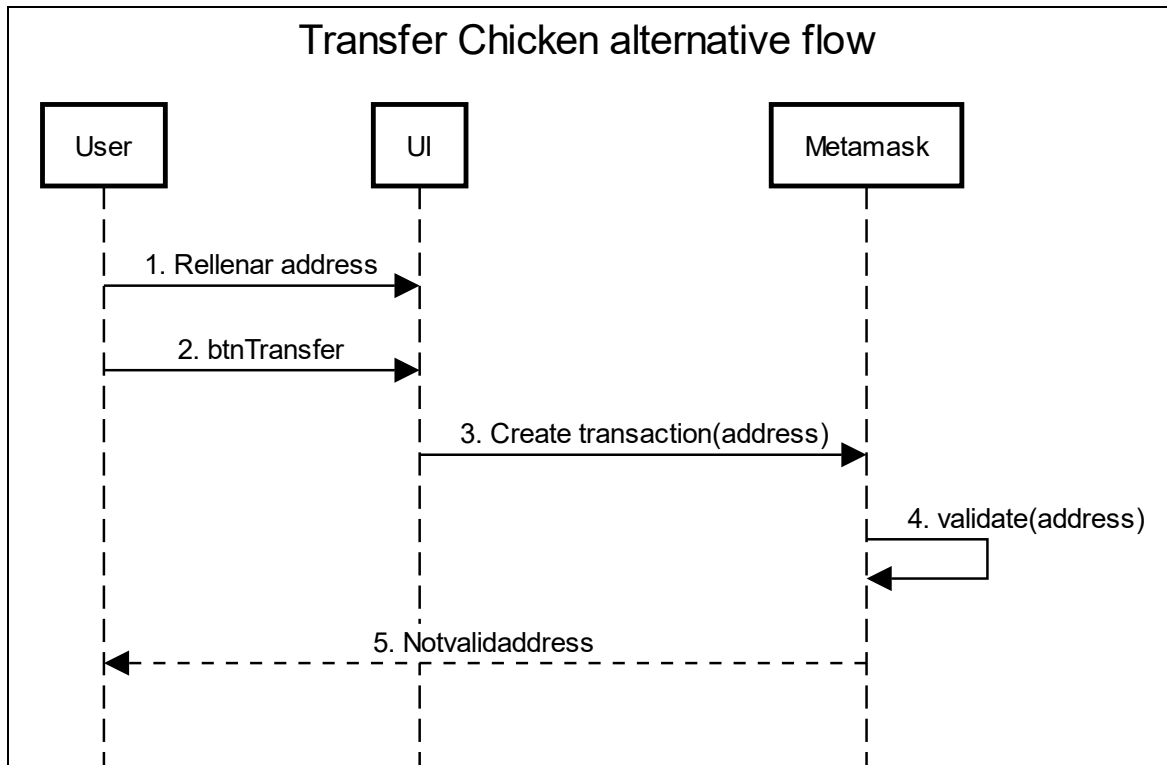 Transfer Chicken alternative flow
User
UI
Metamask
1. Rellenar address
2. btnTransfer
3. Create transaction(address)
4. validate(address)
5. Notvalidaddress